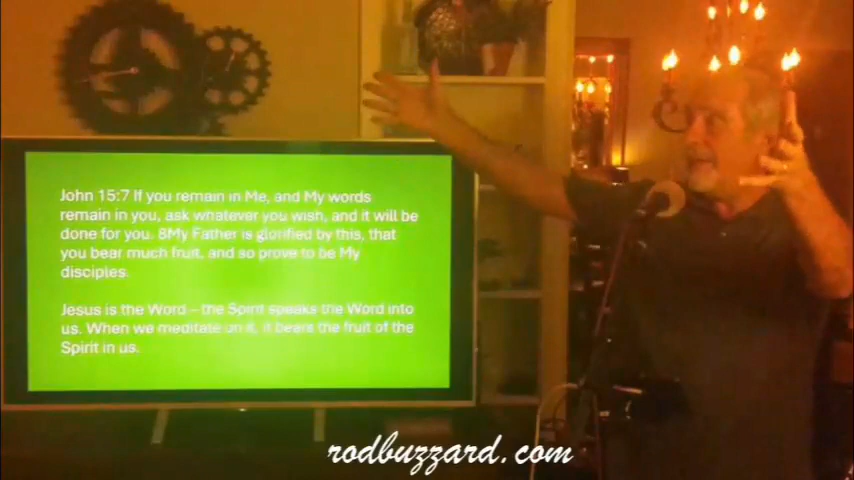 John 15:7 If you remain in Me, and My words
remain in you, ask whatever you wish, and it will be
done for you. 8My Father is glorified by this, that
you bear much fruit, and so prove to be My
disciples.
Jesus is the Word – the Spirit speaks the Word into
us. When we meditate on it, it bears the fruit of the
Spirit in us.
rodbuzzard.com